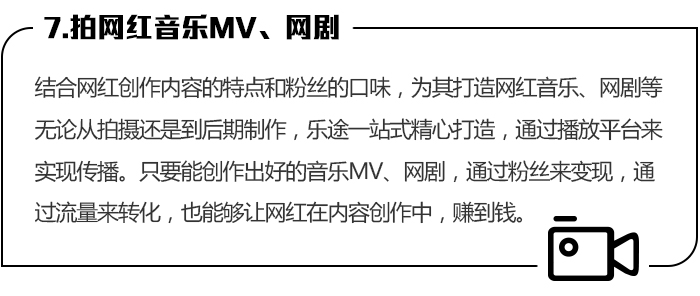 7.拍网红音乐MV、网剧
结合网红创作内容的特点和粉丝的口味，为其打造网红音乐、网剧等
无论从拍摄还是到后期制作，乐途一站式精心打造，通过播放平台来
实现传播。只要能创作出好的音乐MV、网剧，通过粉丝来变现，通
过流量来转化，也能够让网红在内容创作中，赚到钱。